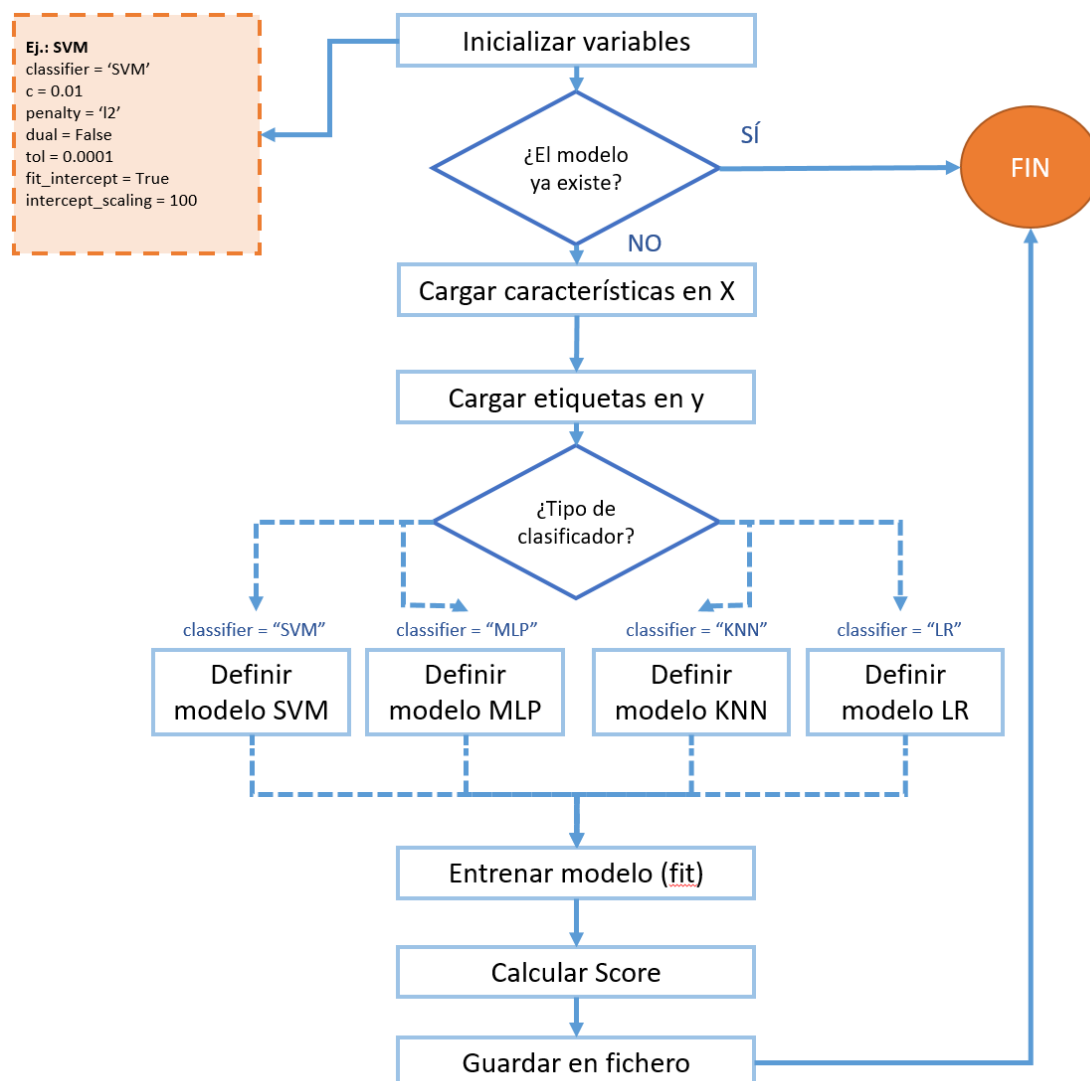 Ej.: SVM
classifier = ‘SVM’
c = 0.01
penalty = ‘l2’
dual = False
tol = 0.0001
fit_intercept = True
intercept_scaling = 100
Inicializar variables
¿El modelo
ya existe?
SÍ
FIN
NO
Cargar características en X
Cargar etiquetas en y
¿Tipo de
clasificador?
classifier = “SVM”
classifier = “MLP”
classifier = “KNN”
classifier = “LR”
Definir
modelo SVM
Definir
modelo MLP
Definir
modelo KNN
Definir
modelo LR
Entrenar modelo (fit)
Calcular Score
Guardar en fichero